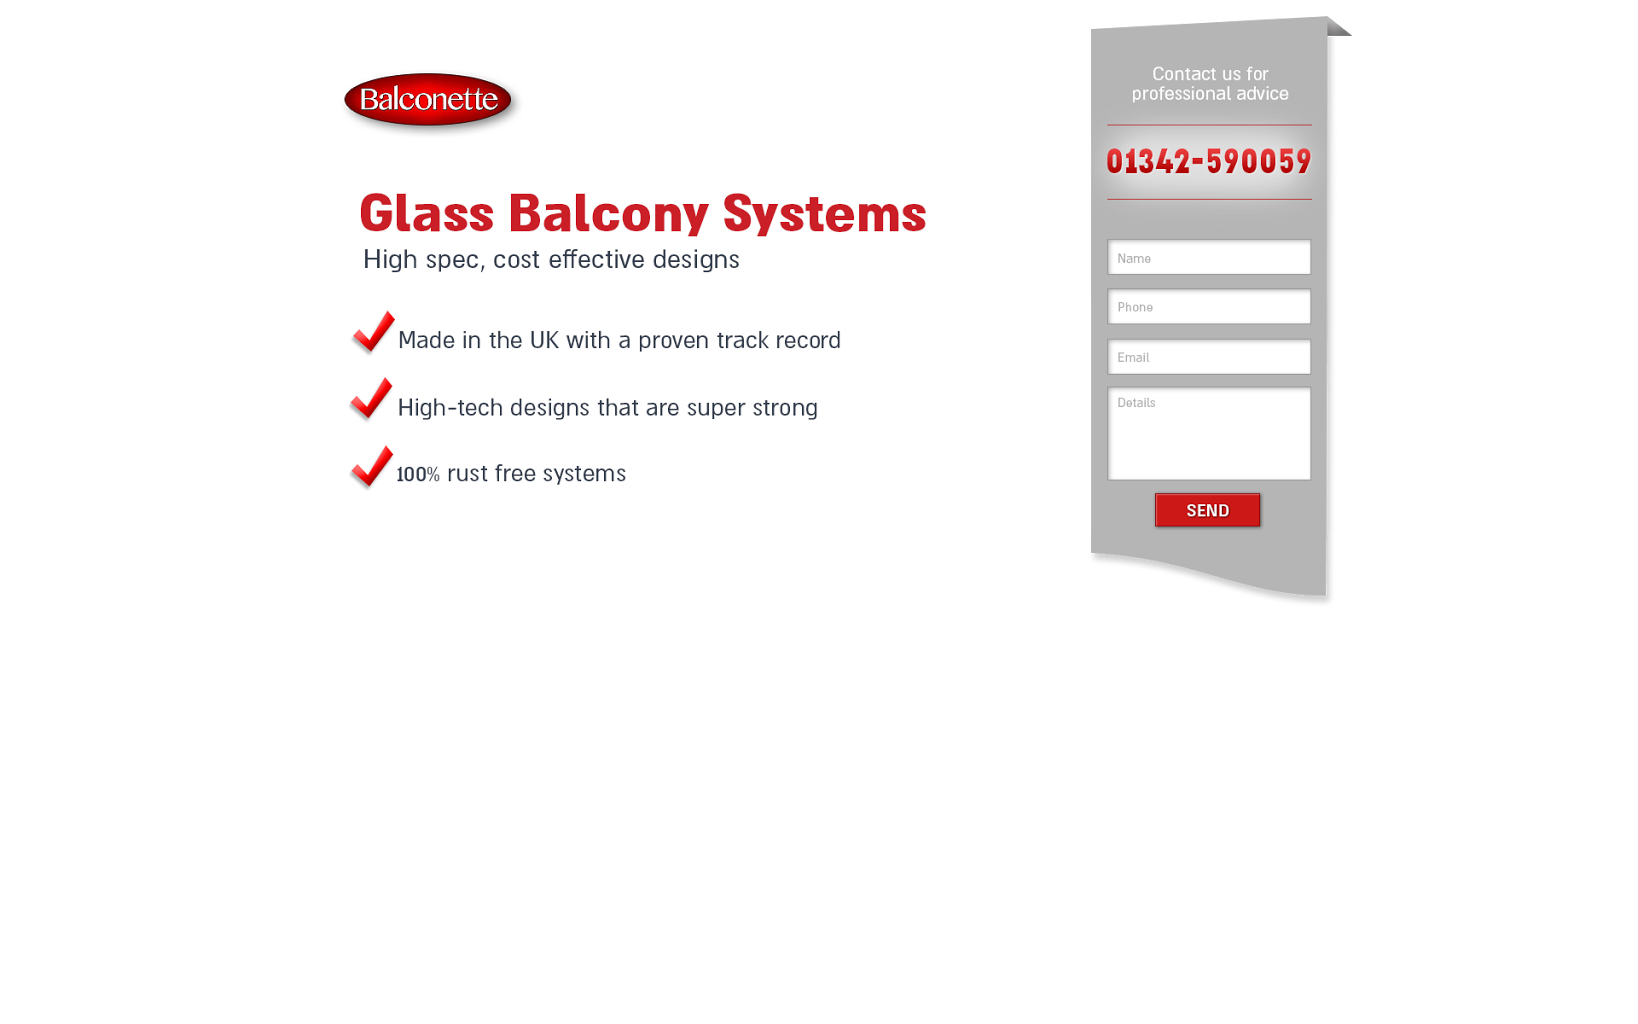 Balconette
Glass Balcony Systems
High spec, cost effective designs
Made in the UK with a proven track record
High-tech designs that are super strong
100% rust free systems
Contact us for
professional advice
01342-590059
Name
Phone
Email
Details
SEND